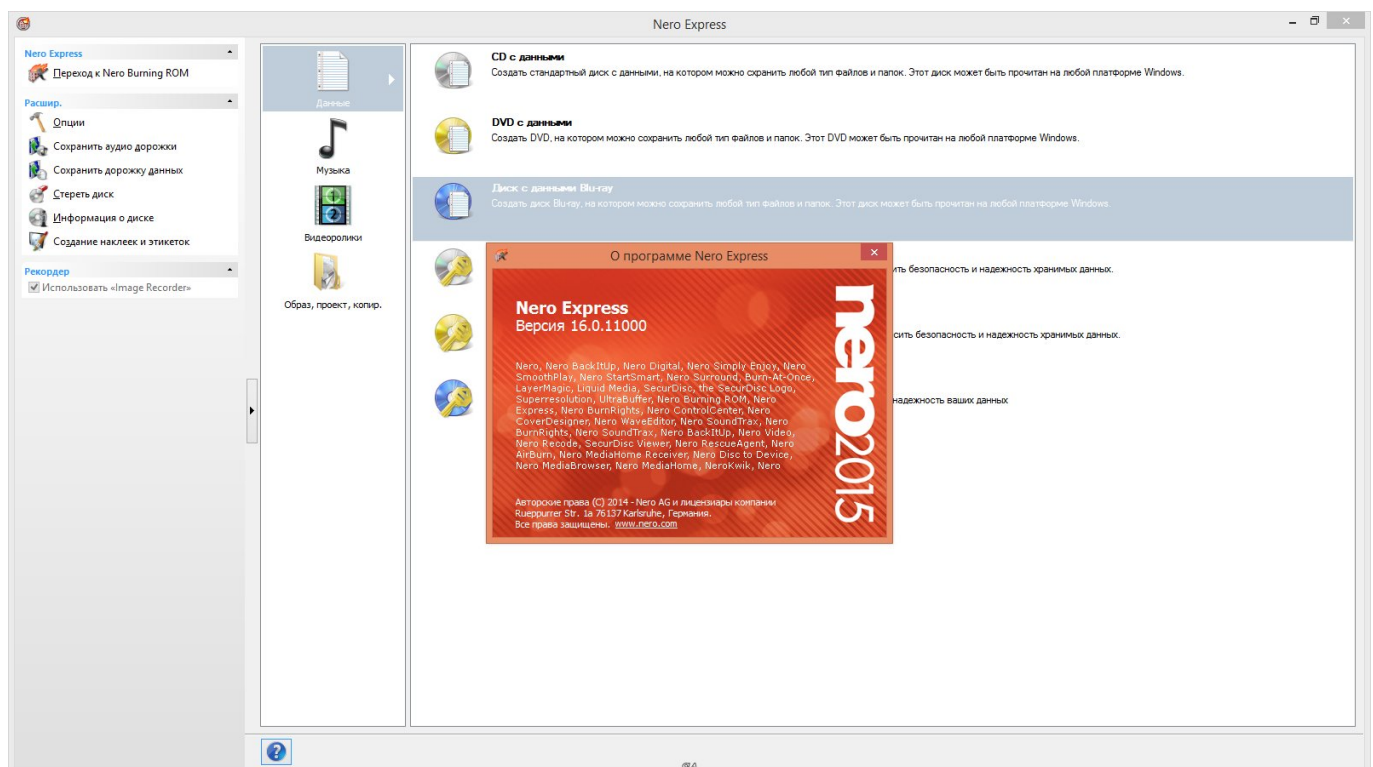 Nero Express
Nero Express
Переход к Nero Burning ROM
Расшир.
Опции
Сохранить аудио дорожки
Сохранить дорожку данных
Стереть диск
Информация о диске
Создание наклеек и этикеток
Рекордер
Использовать «Image Recorder»
Данные
Музыка
Видеоролики
Образ, проект, копир.
CD с данными
Создать стандартный диск с данными, на котором можно схранить любой тип файлов и папок. Этот диск может быть прочитан на любой платформе Windows.
DVD с данными
Создать DVD, на котором можно сохранить любой тип файлов и папок. Этот DVD может быть прочитан на любой платформе Windows.
Диск с данными Blu-ray
Создать диск Blu-ray, на котором можно сохранить любой тип файлов и папок. Этот диск может быть прочитан на любой платформе Windows.
безопасность и надежность хранимых данных.
безопасность и надежность хранимых данных.
надежность ваших данных
О программе Nero Express
Nero Express
Версия 16.0.11000
Nero, Nero BackItUp, Nero Digital, Nero Simply Enjoy, Nero
SmoothPlay, Nero StartSmart, Nero Surround, Burn-At-Once,
LayerMagic, Liquid Media, SecurDisc, the SecurDisc Logo,
Superresolution, UltraBuffer, Nero Burning ROM, Nero
Express, Nero BurnRights, Nero ControlCenter, Nero
CoverDesigner, Nero WaveEditor, Nero SoundTrax, Nero
BurnRights, Nero SoundTrax, Nero BackItUp, Nero Video,
Nero Recode, SecurDisc Viewer, Nero RescueAgent, Nero
AirBurn, Nero MediaHome Receiver, Nero Disc to Device,
Nero MediaBrowser, Nero MediaHome, NeroKwik, Nero
Авторские права (C) 2014 - Nero AG и лицензиары компании
Rueppurrer Str. 1a 76137 Karlsruhe, Германия.
Все права защищены. www.nero.com
nero2015